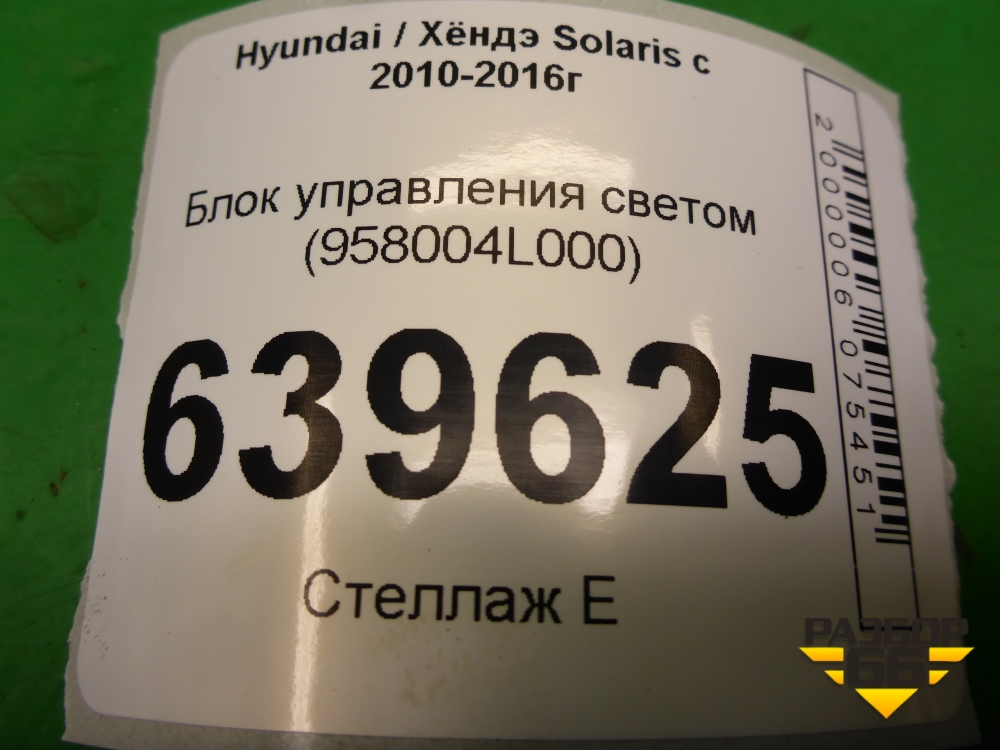 Hyundai / Хёндэ Solaris с
2010-2016г
Блок управления светом
(958004L000)
639625
Стеллаж Е
2000006075451
РАЗБОР
66